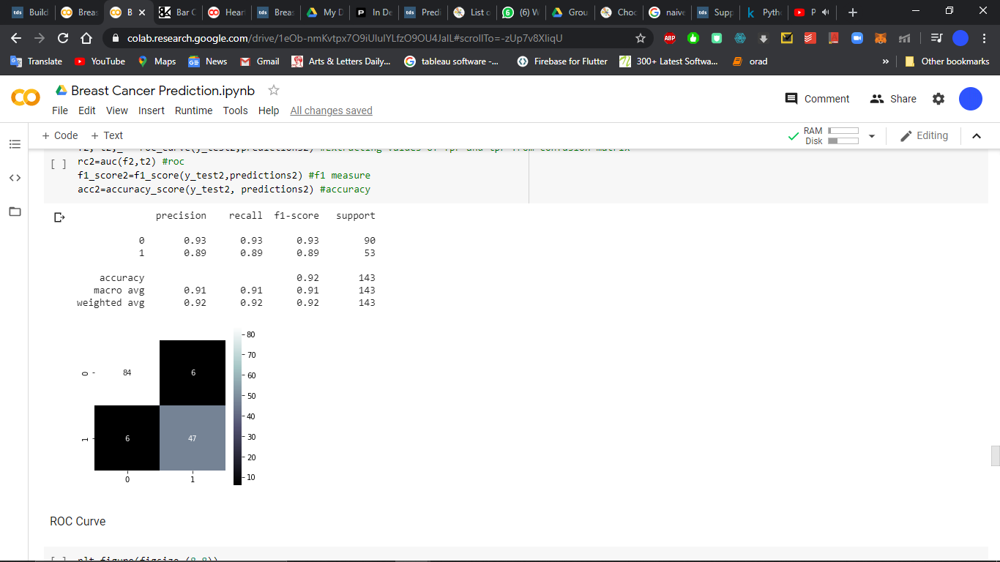 Build
Breas
B
Bar C
Hear
Breas
My D
In De
Predi
List o
(6) W
Grou
Choc
naive
Supp
Pyth
P
colab.research.google.com/drive/1eOb-nmKvtpx7O9iUluIYLfzO9OU4JalL#scrollTo=-zUp7v8XIiqU
Translate YouTube Maps News Gmail Arts & Letters Daily... tableau software -... Firebase for Flutter 300+ Latest Softwa... orad » Other bookmarks
Breast Cancer Prediction.ipynb
File Edit View Insert Runtime Tools Help All changes saved
Comment Share
+ Code + Text
RAM
Disk
Editing
f2, t2,_ = roc_curve(y_test2,predictions2) #Extracting values of fpr and tpr from confusion matrix
[ ] rc2=auc(f2,t2) #roc
f1_score2=f1_score(y_test2,predictions2) #f1 measure
acc2=accuracy_score(y_test2, predictions2) #accuracy
precision recall f1-score support
0 0.93 0.93 0.93 90
1 0.89 0.89 0.89 53
accuracy 0.92 143
macro avg 0.91 0.91 0.91 143
weighted avg 0.92 0.92 0.92 143
80
70
60
50
40
30
20
10
0 84 6
1 6 47
0 1
ROC Curve
[ ] plt.figure(figsize=(8,8))